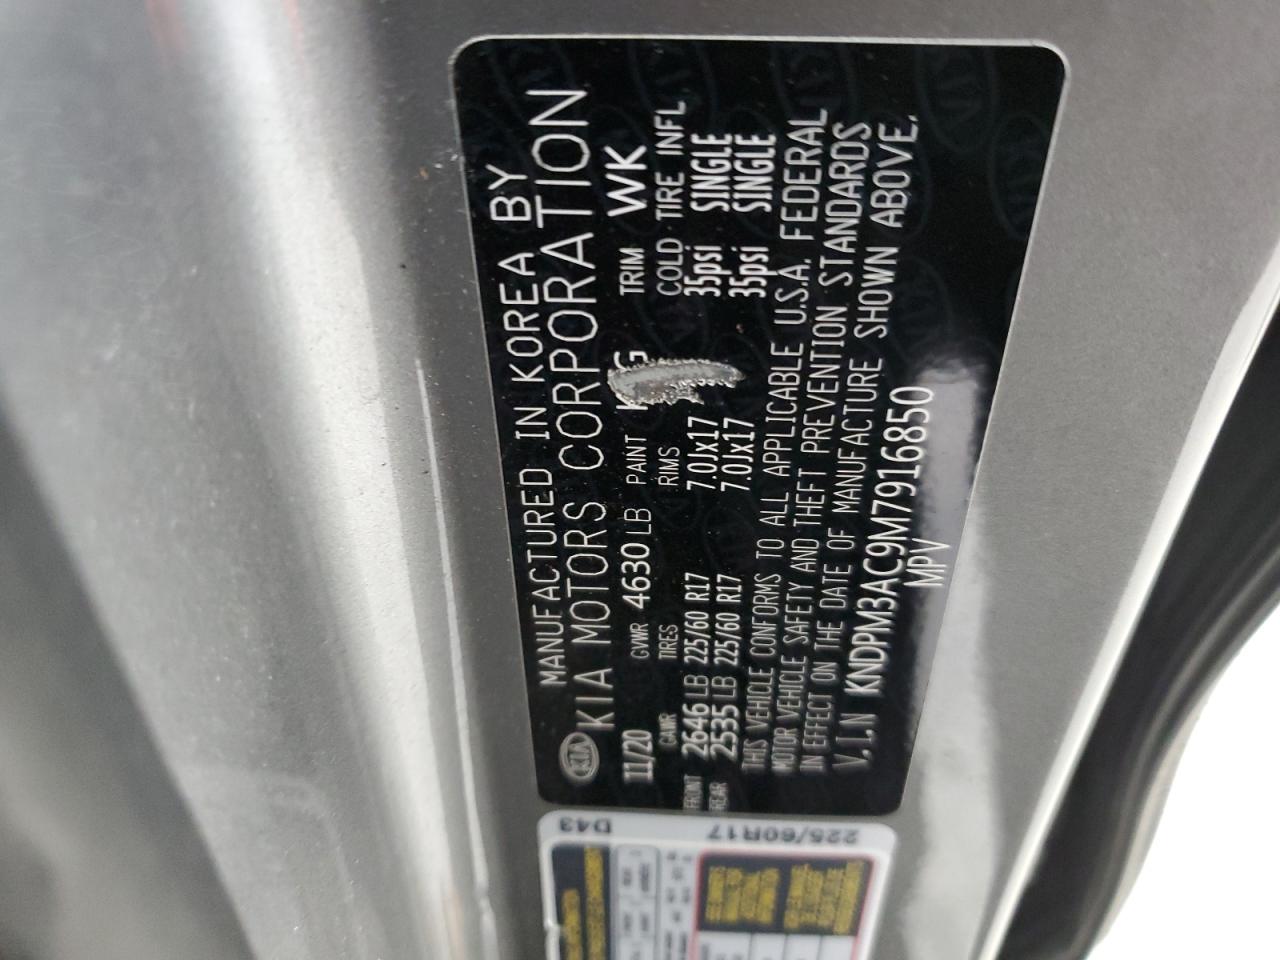 MANUFACTURED IN KOREA BY
KIA KIA MOTORS CORPORATION
11/20 GVWR 4630 LB PAINT G TRIM WK
GAWR TIRES RIMS COLD TIRE INFL.
FRONT 2646 LB 225/60 R17 7.0Jx17 35psi SINGLE
REAR 2535 LB 225/60 R17 7.0Jx17 35psi SINGLE
THIS VEHICLE CONFORMS TO ALL APPLICABLE U.S.A. FEDERAL
MOTOR VEHICLE SAFETY AND THEFT PREVENTION STANDARDS
IN EFFECT ON THE DATE OF MANUFACTURE SHOWN ABOVE.
V.I.N KNDPM3AC9M7916850
MPV
D43
225/60R17